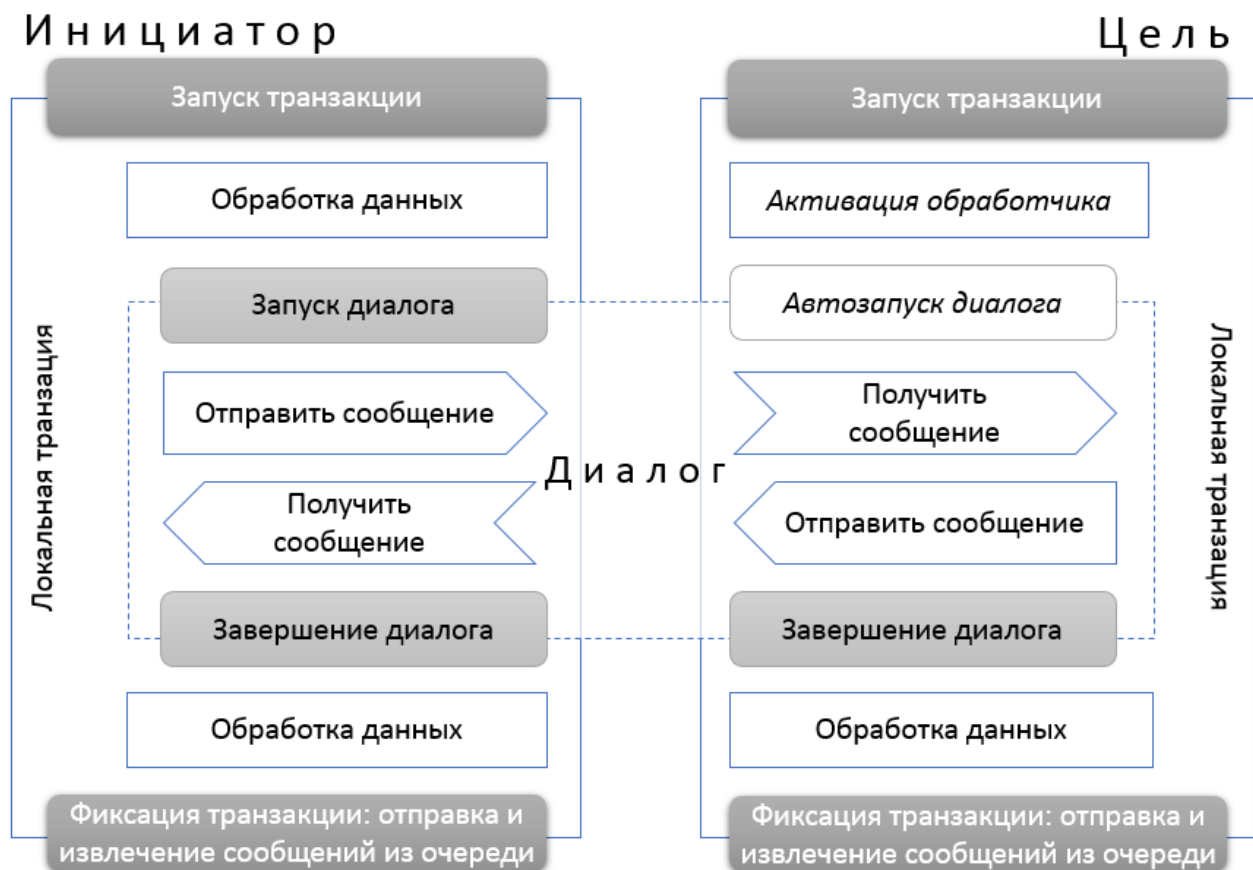 Инициатор
Цель
Запуск транзакции
Запуск транзакции
Обработка данных
Активация обработчика
Запуск диалога
Автозапуск диалога
Локальная транзация
Локальная транзация
Отправить сообщение
Получить
сообщение
Диалог
Получить
сообщение
Отправить сообщение
Завершение диалога
Завершение диалога
Обработка данных
Обработка данных
Фиксация транзакции: отправка и
извлечение сообщений из очереди
Фиксация транзакции: отправка и
извлечение сообщений из очереди